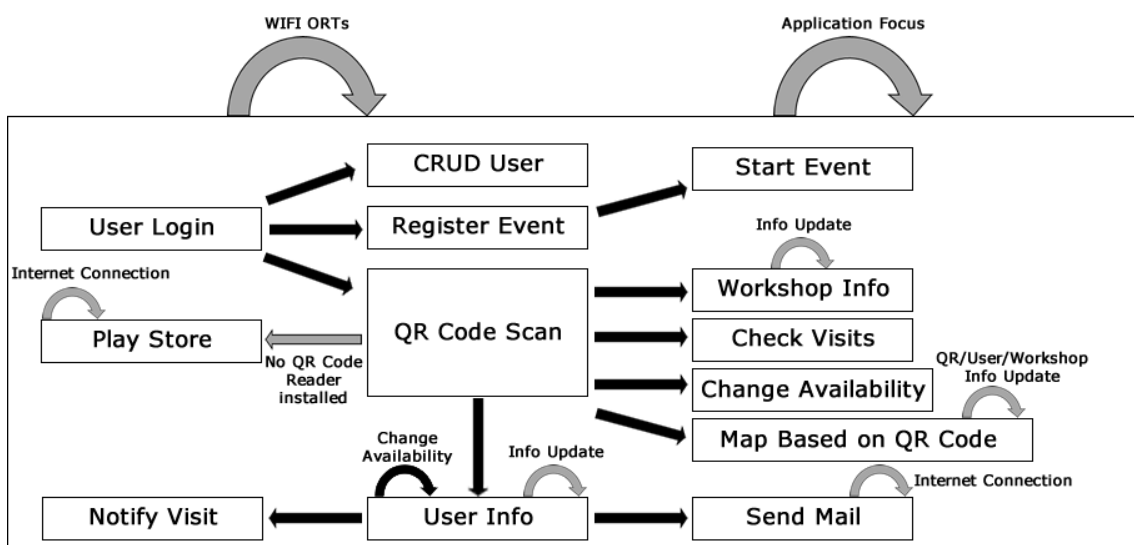 WIFI ORTs
Application Focus
CRUD User
Start Event
User Login
Register Event
Info Update
Internet Connection
Workshop Info
QR Code Scan
Play Store
Check Visits
No QR Code
Reader
installed
QR/User/Workshop
Info Update
Change Availability
Map Based on QR Code
Change
Availability
Info Update
Internet Connection
Notify Visit
User Info
Send Mail